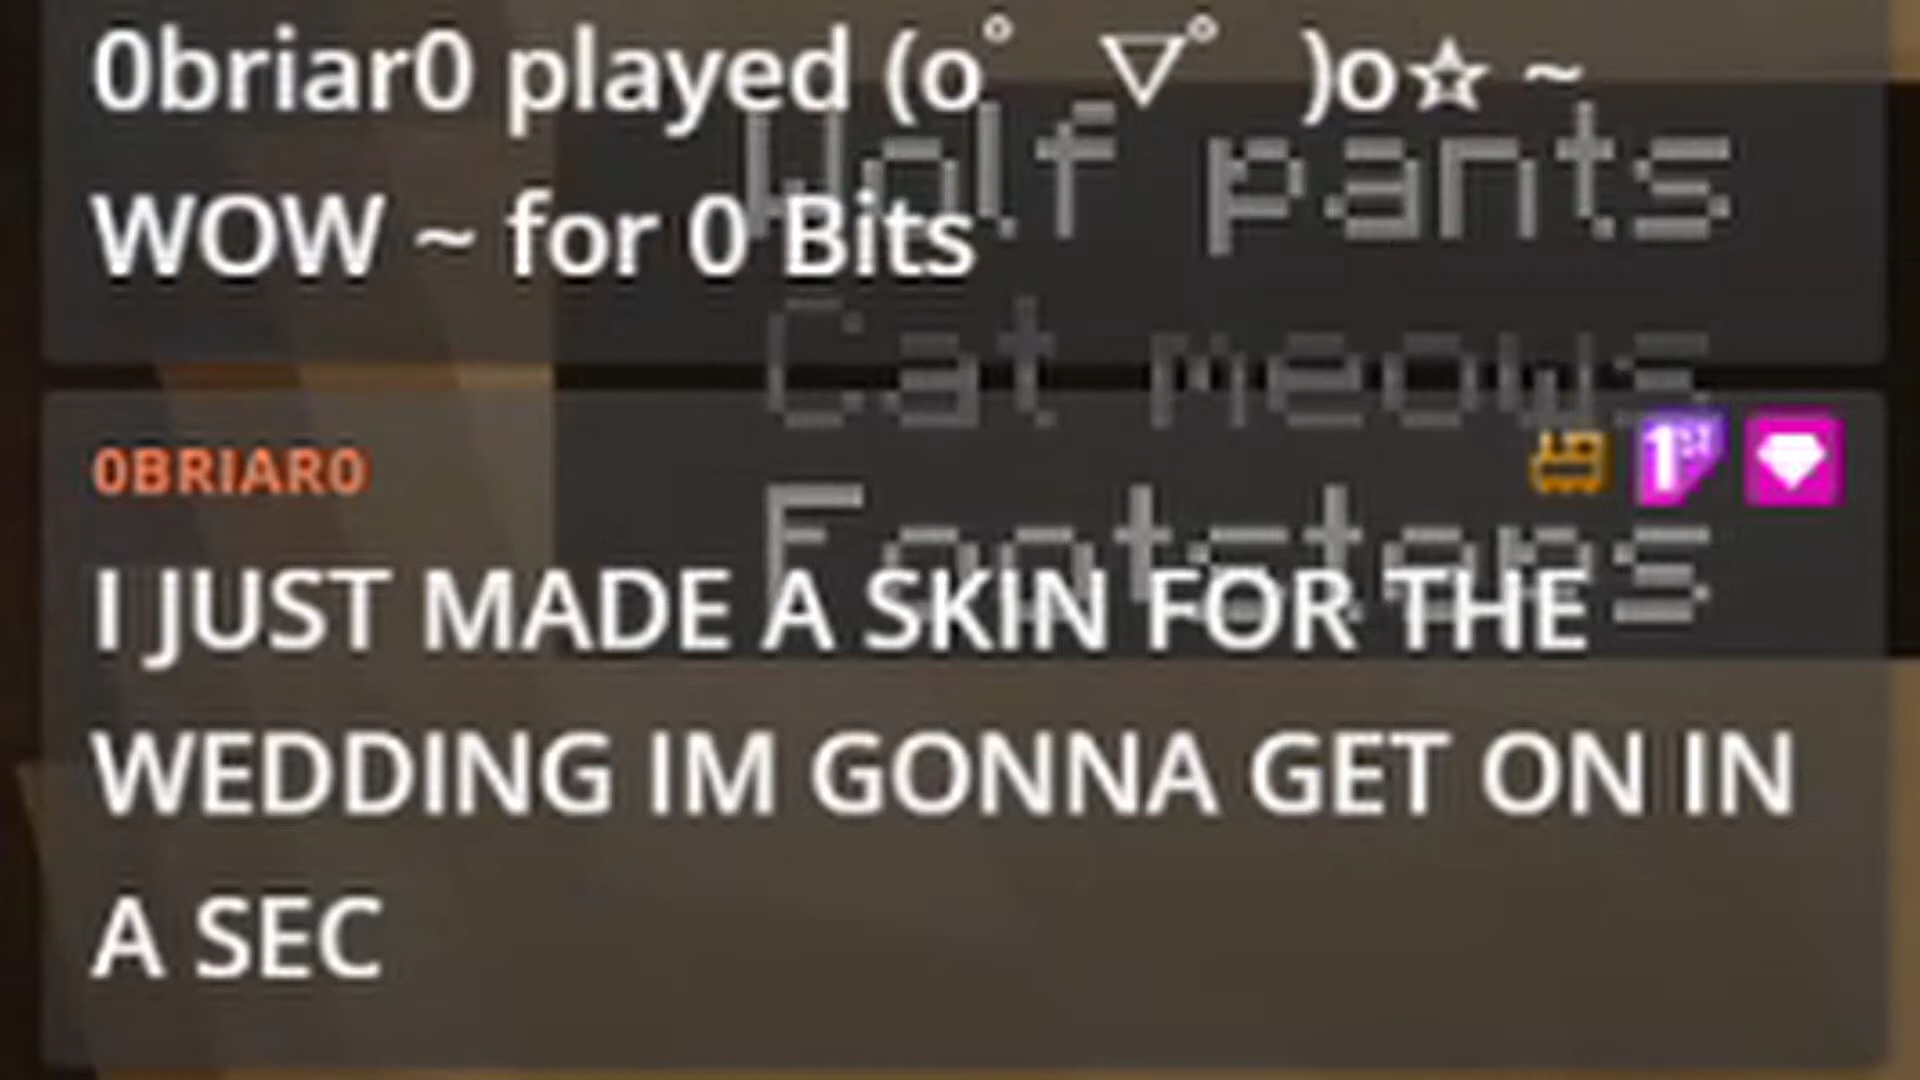 0briar0 played (o゜▽゜)o☆ ~
Wolf pants
WOW ~ for 0 Bits
Cat meows
0BRIAR0
1ST
Footsteps
I JUST MADE A SKIN FOR THE
WEDDING IM GONNA GET ON IN
A SEC